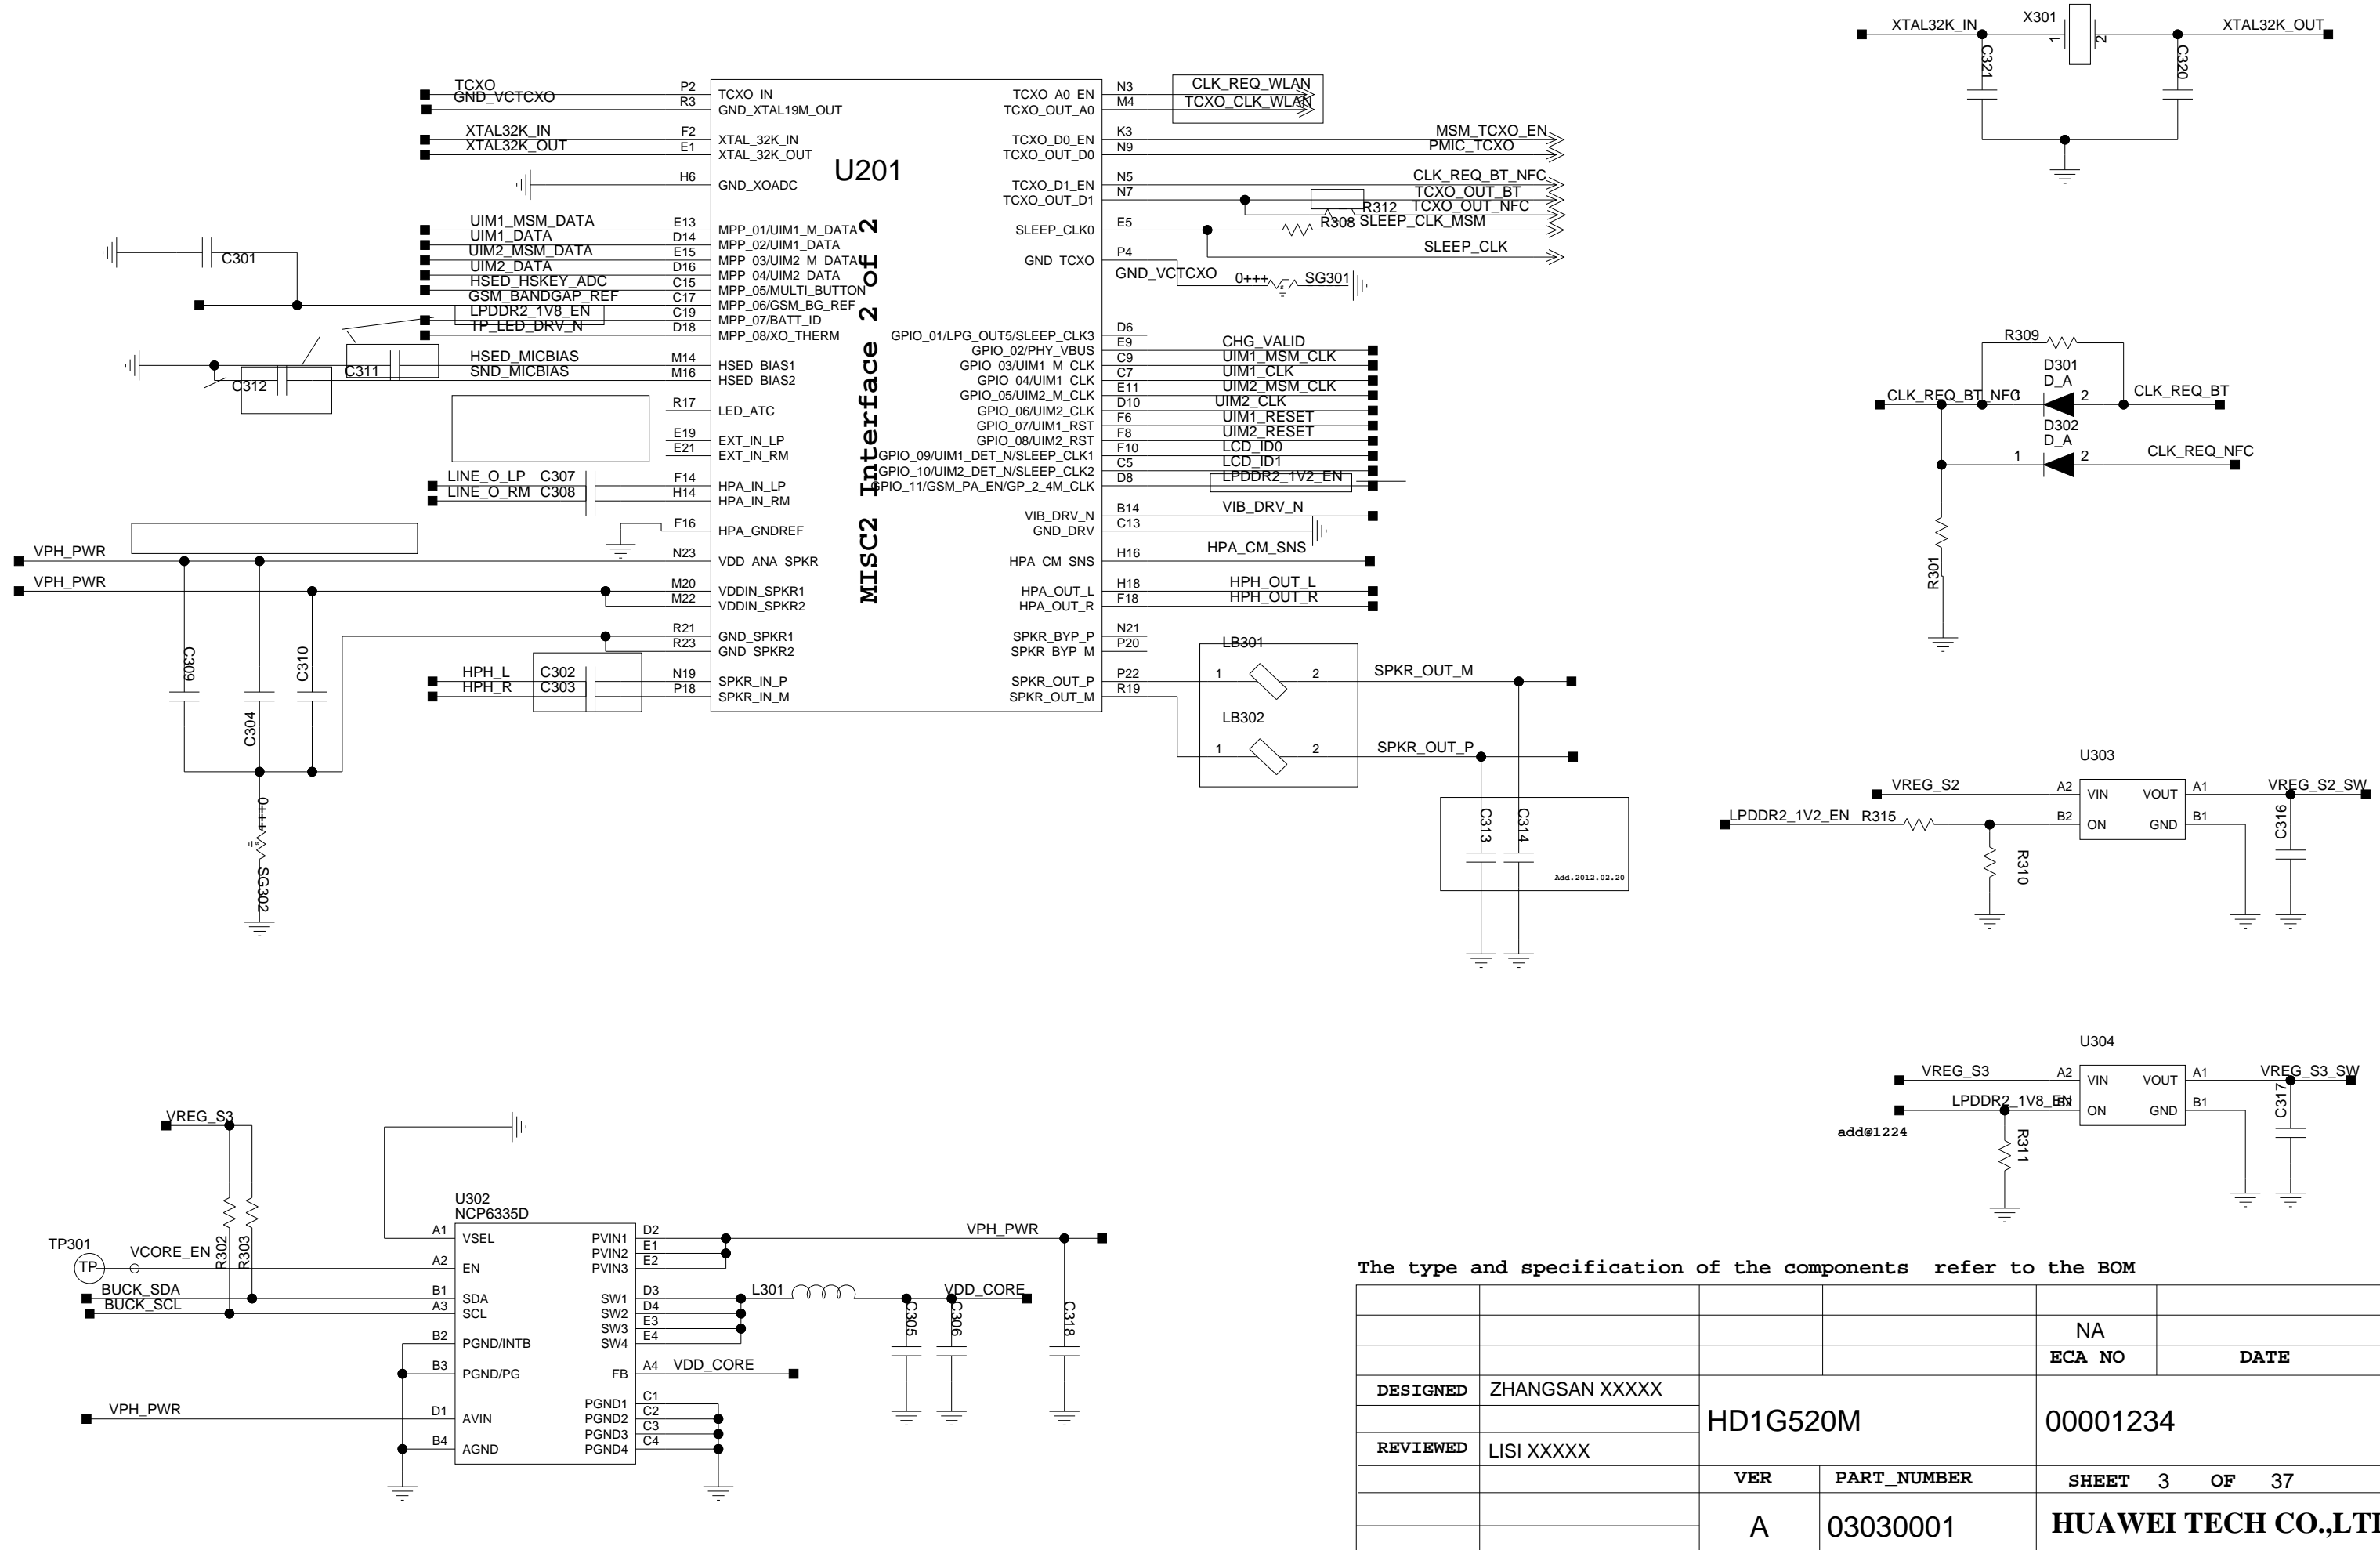 XTAL32K_IN
X301
XTAL32K_OUT
1
2
C321
C320
TCXO
P2
TCXO_IN
GND_VCTCXO
R3
GND_XTAL19M_OUT
XTAL32K_IN
F2
XTAL_32K_IN
XTAL32K_OUT
E1
XTAL_32K_OUT
H6
GND_XOADC
UIM1_MSM_DATA
E13
MPP_01/UIM1_M_DATA
UIM1_DATA
D14
MPP_02/UIM1_DATA
UIM2_MSM_DATA
E15
MPP_03/UIM2_M_DATA
UIM2_DATA
D16
MPP_04/UIM2_DATA
HSED_HSKEY_ADC
C15
MPP_05/MULTI_BUTTON
GSM_BANDGAP_REF
C17
MPP_06/GSM_BG_REF
LPDDR2_1V8_EN
C19
MPP_07/BATT_ID
TP_LED_DRV_N
D18
MPP_08/XO_THERM
C301
HSED_MICBIAS
M14
HSED_BIAS1
SND_MICBIAS
M16
HSED_BIAS2
C311
C312
R17
LED_ATC
E19
EXT_IN_LP
E21
EXT_IN_RM
LINE_O_LP C307
F14
HPA_IN_LP
LINE_O_RM C308
H14
HPA_IN_RM
F16
HPA_GNDREF
VPH_PWR
N23
VDD_ANA_SPKR
VPH_PWR
M20
VDDIN_SPKR1
M22
VDDIN_SPKR2
R21
GND_SPKR1
R23
GND_SPKR2
HPH_L C302
N19
SPKR_IN_P
HPH_R C303
P18
SPKR_IN_M
C309
C304
C310
0+++
SG302
U201
MISC2 Interface 2 of 2
TCXO_A0_EN
N3
CLK_REQ_WLAN
TCXO_OUT_A0
M4
TCXO_CLK_WLAN
TCXO_D0_EN
K3
MSM_TCXO_EN
TCXO_OUT_D0
N9
PMIC_TCXO
TCXO_D1_EN
N5
CLK_REQ_BT_NFC
TCXO_OUT_D1
N7
TCXO_OUT_BT
R312 TCXO_OUT_NFC
SLEEP_CLK0
E5
R308 SLEEP_CLK_MSM
SLEEP_CLK
GND_TCXO
P4
GND_VCTCXO
0+++
SG301
GPIO_01/LPG_OUT5/SLEEP_CLK3
D6
GPIO_02/PHY_VBUS
E9
CHG_VALID
GPIO_03/UIM1_M_CLK
C9
UIM1_MSM_CLK
GPIO_04/UIM1_CLK
C7
UIM1_CLK
GPIO_05/UIM2_M_CLK
E11
UIM2_MSM_CLK
GPIO_06/UIM2_CLK
D10
UIM2_CLK
GPIO_07/UIM1_RST
F6
UIM1_RESET
GPIO_08/UIM2_RST
F8
UIM2_RESET
GPIO_09/UIM1_DET_N/SLEEP_CLK1
F10
LCD_ID0
GPIO_10/UIM2_DET_N/SLEEP_CLK2
C5
LCD_ID1
GPIO_11/GSM_PA_EN/GP_2_4M_CLK
D8
LPDDR2_1V2_EN
VIB_DRV_N
B14
VIB_DRV_N
GND_DRV
C13
HPA_CM_SNS
H16
HPA_CM_SNS
HPA_OUT_L
H18
HPH_OUT_L
HPA_OUT_R
F18
HPH_OUT_R
SPKR_BYP_P
N21
SPKR_BYP_M
P20
SPKR_OUT_P
P22
SPKR_OUT_M
R19
LB301
1
2
SPKR_OUT_M
LB302
1
2
SPKR_OUT_P
C313
C314
Add.2012.02.20
R309
D301
D_A
CLK_REQ_BT_NFC
1
2
CLK_REQ_BT
D302
D_A
1
2
CLK_REQ_NFC
R301
U303
VREG_S2
A2
VIN
VOUT
A1
VREG_S2_SW
LPDDR2_1V2_EN
R315
B2
ON
GND
B1
R310
C316
U304
VREG_S3
A2
VIN
VOUT
A1
VREG_S3_SW
LPDDR2_1V8_EN
B2
ON
GND
B1
add@1224
R311
C317
VREG_S3
R302
R303
U302
NCP6335D
TP301
TP
VCORE_EN
BUCK_SDA
BUCK_SCL
VPH_PWR
A1
VSEL
A2
EN
B1
SDA
A3
SCL
B2
PGND/INTB
B3
PGND/PG
D1
AVIN
B4
AGND
PVIN1
D2
PVIN2
E1
PVIN3
E2
VPH_PWR
SW1
D3
SW2
D4
SW3
E3
SW4
E4
L301
VDD_CORE
C305
C306
C318
FB
A4
VDD_CORE
PGND1
C1
PGND2
C2
PGND3
C3
PGND4
C4
The type and specification of the components refer to the BOM
NA
ECA NO
DATE
DESIGNED
ZHANGSAN XXXXX
HD1G520M
00001234
REVIEWED
LISI XXXXX
VER
PART_NUMBER
SHEET 3 OF 37
A
03030001
HUAWEI TECH CO.,LT